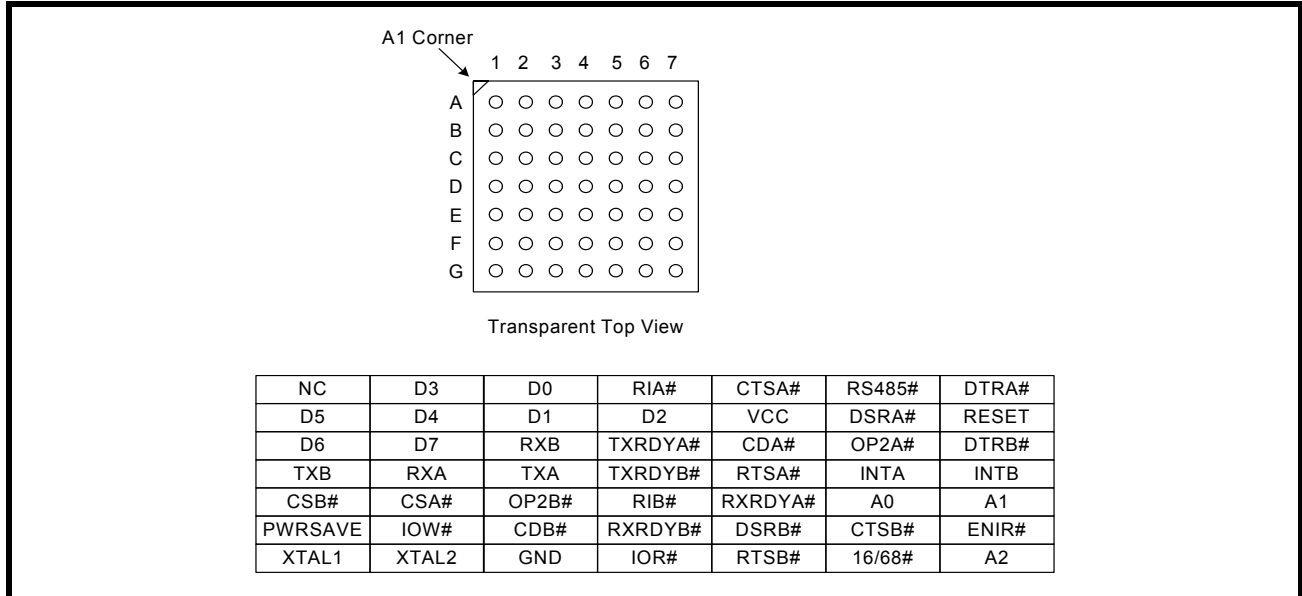 A1 Corner
1 2 3 4 5 6 7
A
B
C
D
E
F
G
Transparent Top View
NC D3 D0 RIA# CTSA# RS485# DTRA#
D5 D4 D1 D2 VCC DSRA# RESET
D6 D7 RXB TXRDYA# CDA# OP2A# DTRB#
TXB RXA TXA TXRDYB# RTSA# INTA INTB
CSB# CSA# OP2B# RIB# RXRDYA# A0 A1
PWRSAVE IOW# CDB# RXRDYB# DSRB# CTSB# ENIR#
XTAL1 XTAL2 GND IOR# RTSB# 16/68# A2